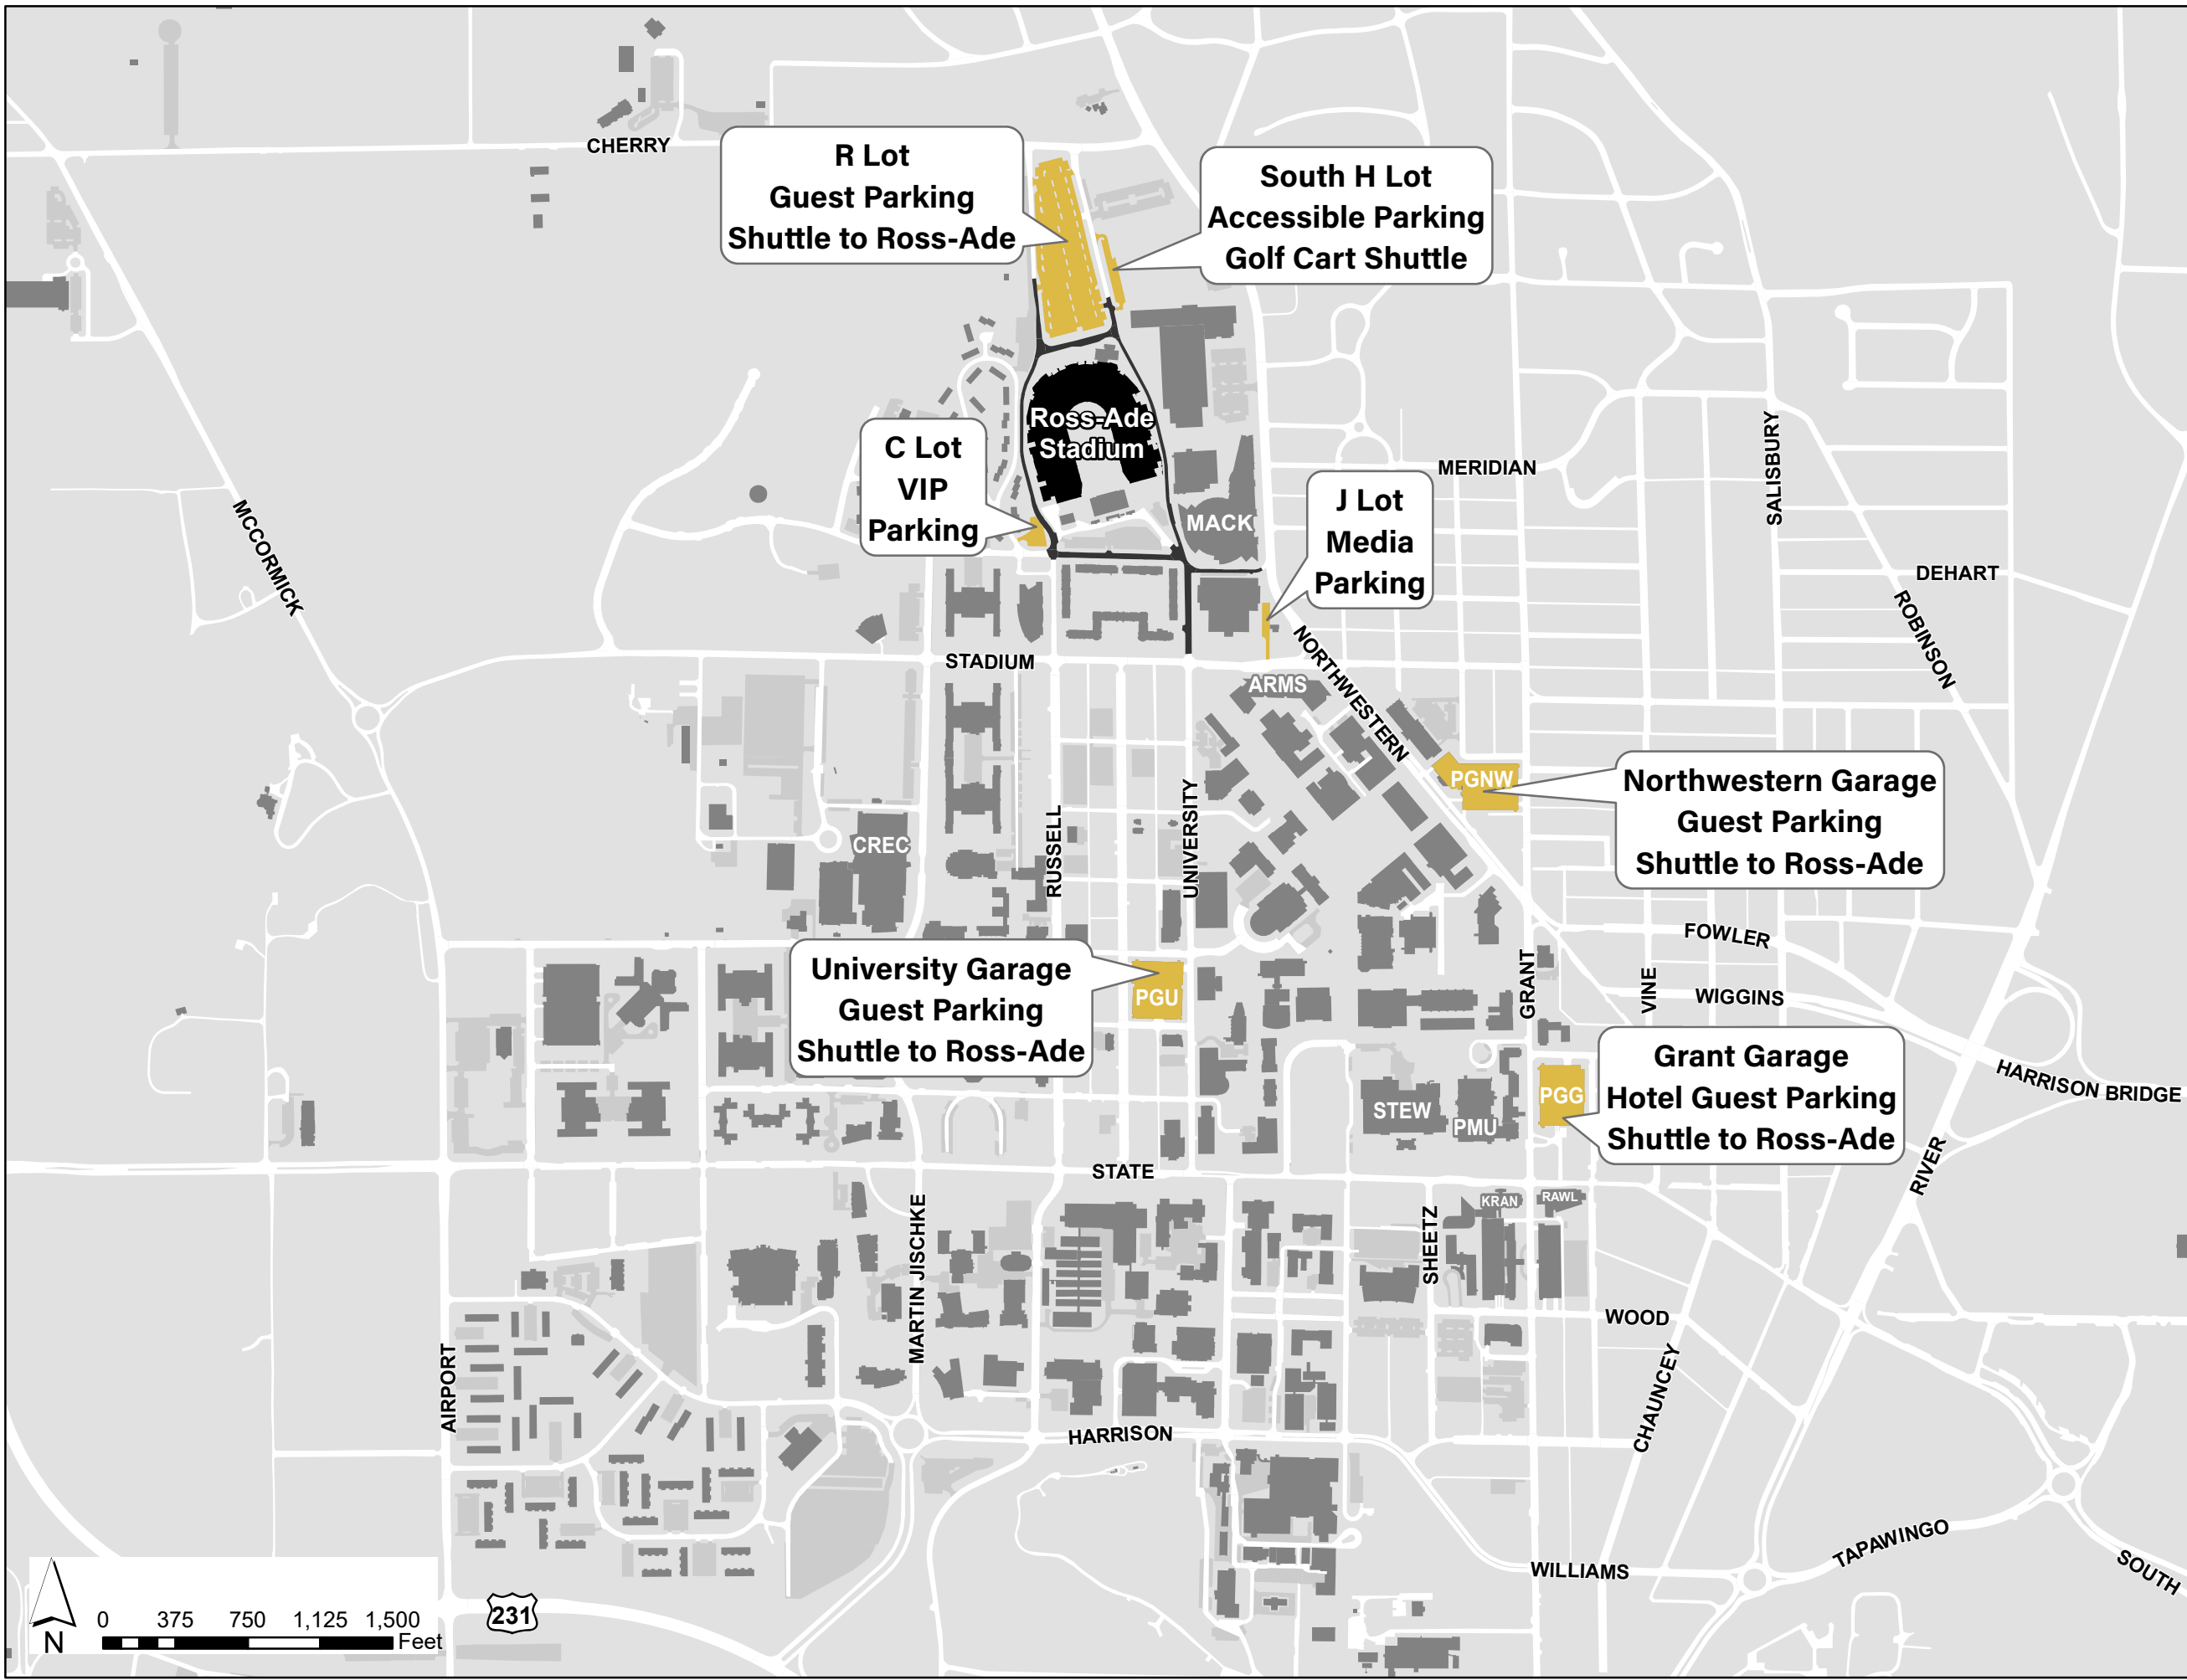 CHERRY
R Lot
Guest Parking
Shuttle to Ross-Ade
South H Lot
Accessible Parking
Golf Cart Shuttle
Ross-Ade
Stadium
C Lot
VIP
Parking
MACK
J Lot
Media
Parking
MERIDIAN
SALISBURY
MCCORMICK
DEHART
ROBINSON
STADIUM
NORTHWESTERN
ARMS
PGNW
Northwestern Garage
Guest Parking
Shuttle to Ross-Ade
CREC
RUSSELL
UNIVERSITY
FOWLER
University Garage
Guest Parking
Shuttle to Ross-Ade
PGU
GRANT
VINE
WIGGINS
HARRISON BRIDGE
Grant Garage
Hotel Guest Parking
Shuttle to Ross-Ade
PGG
STEW
PMU
STATE
RIVER
KRAN
RAWL
MARTIN JISCHKE
SHEETZ
WOOD
AIRPORT
CHAUNCEY
HARRISON
TAPAWINGO
WILLIAMS
SOUTH
231
N
0 375 750 1,125 1,500
Feet